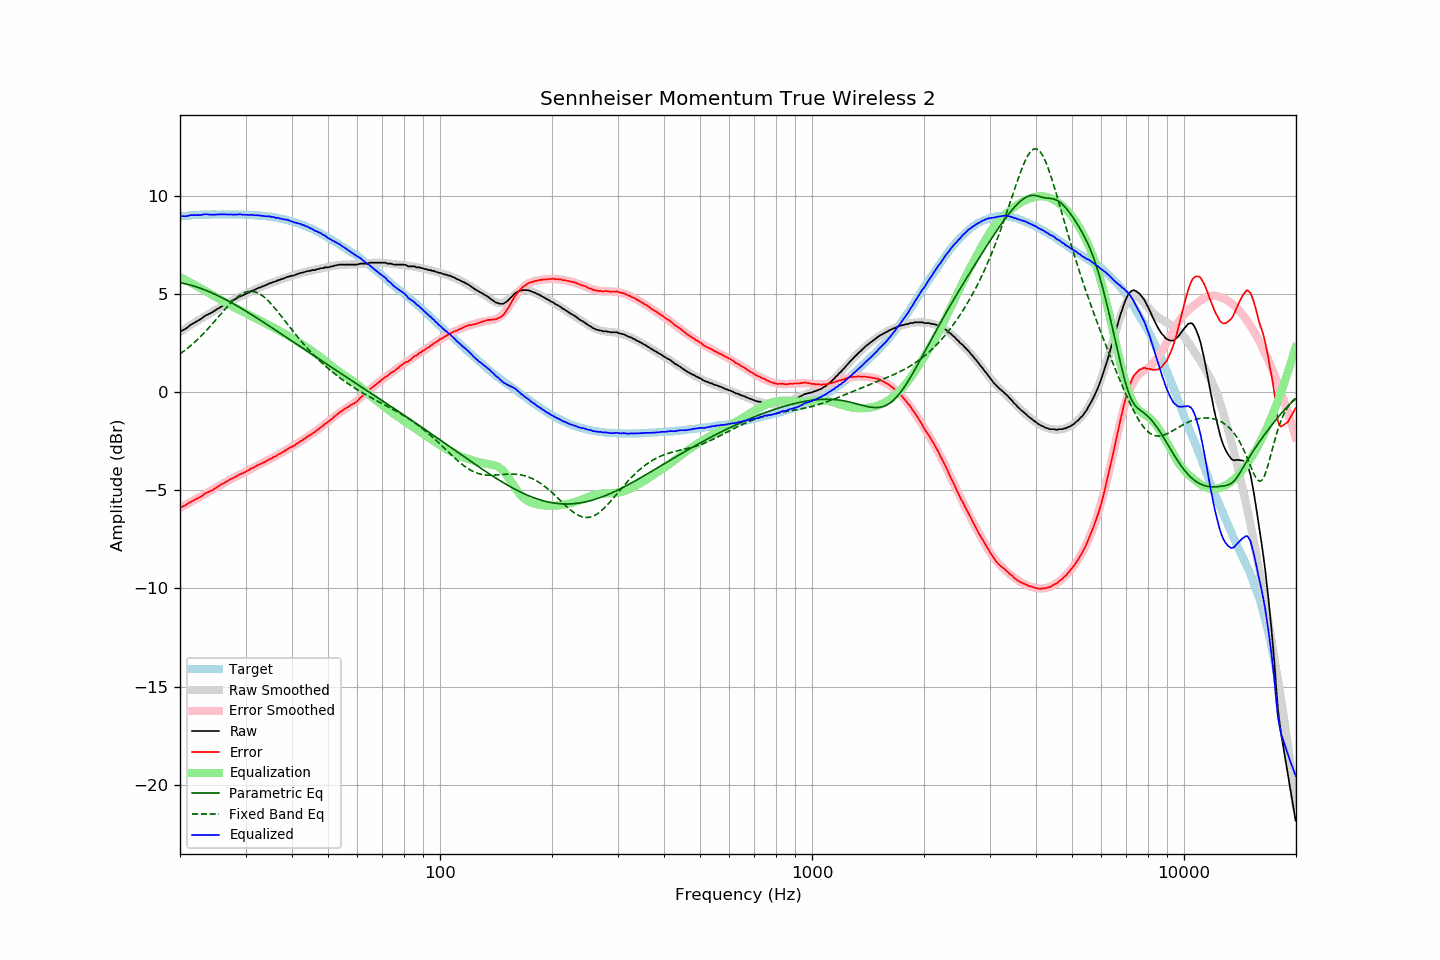 Sennheiser Momentum True Wireless 2
10
5
0
−5
−10
−15
−20
Amplitude (dBr)
Target
Raw Smoothed
Error Smoothed
Raw
Error
Equalization
Parametric Eq
Fixed Band Eq
Equalized
100
1000
10000
Frequency (Hz)